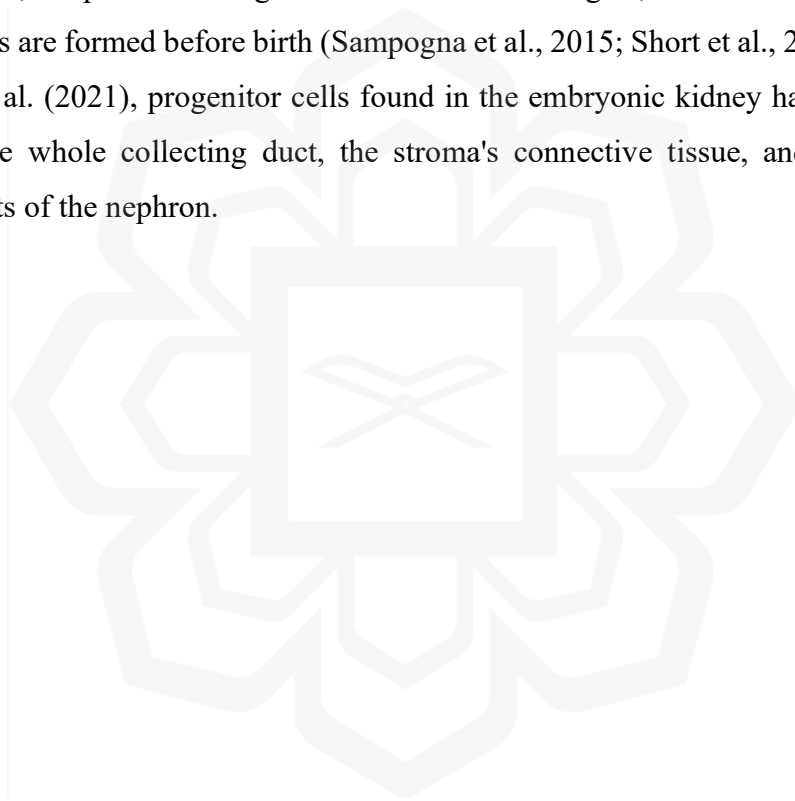 s are formed before birth (Sampogna et al., 2015; Short et al., 2
al. (2021), progenitor cells found in the embryonic kidney ha
e whole collecting duct, the stroma's connective tissue, an
ts of the nephron.